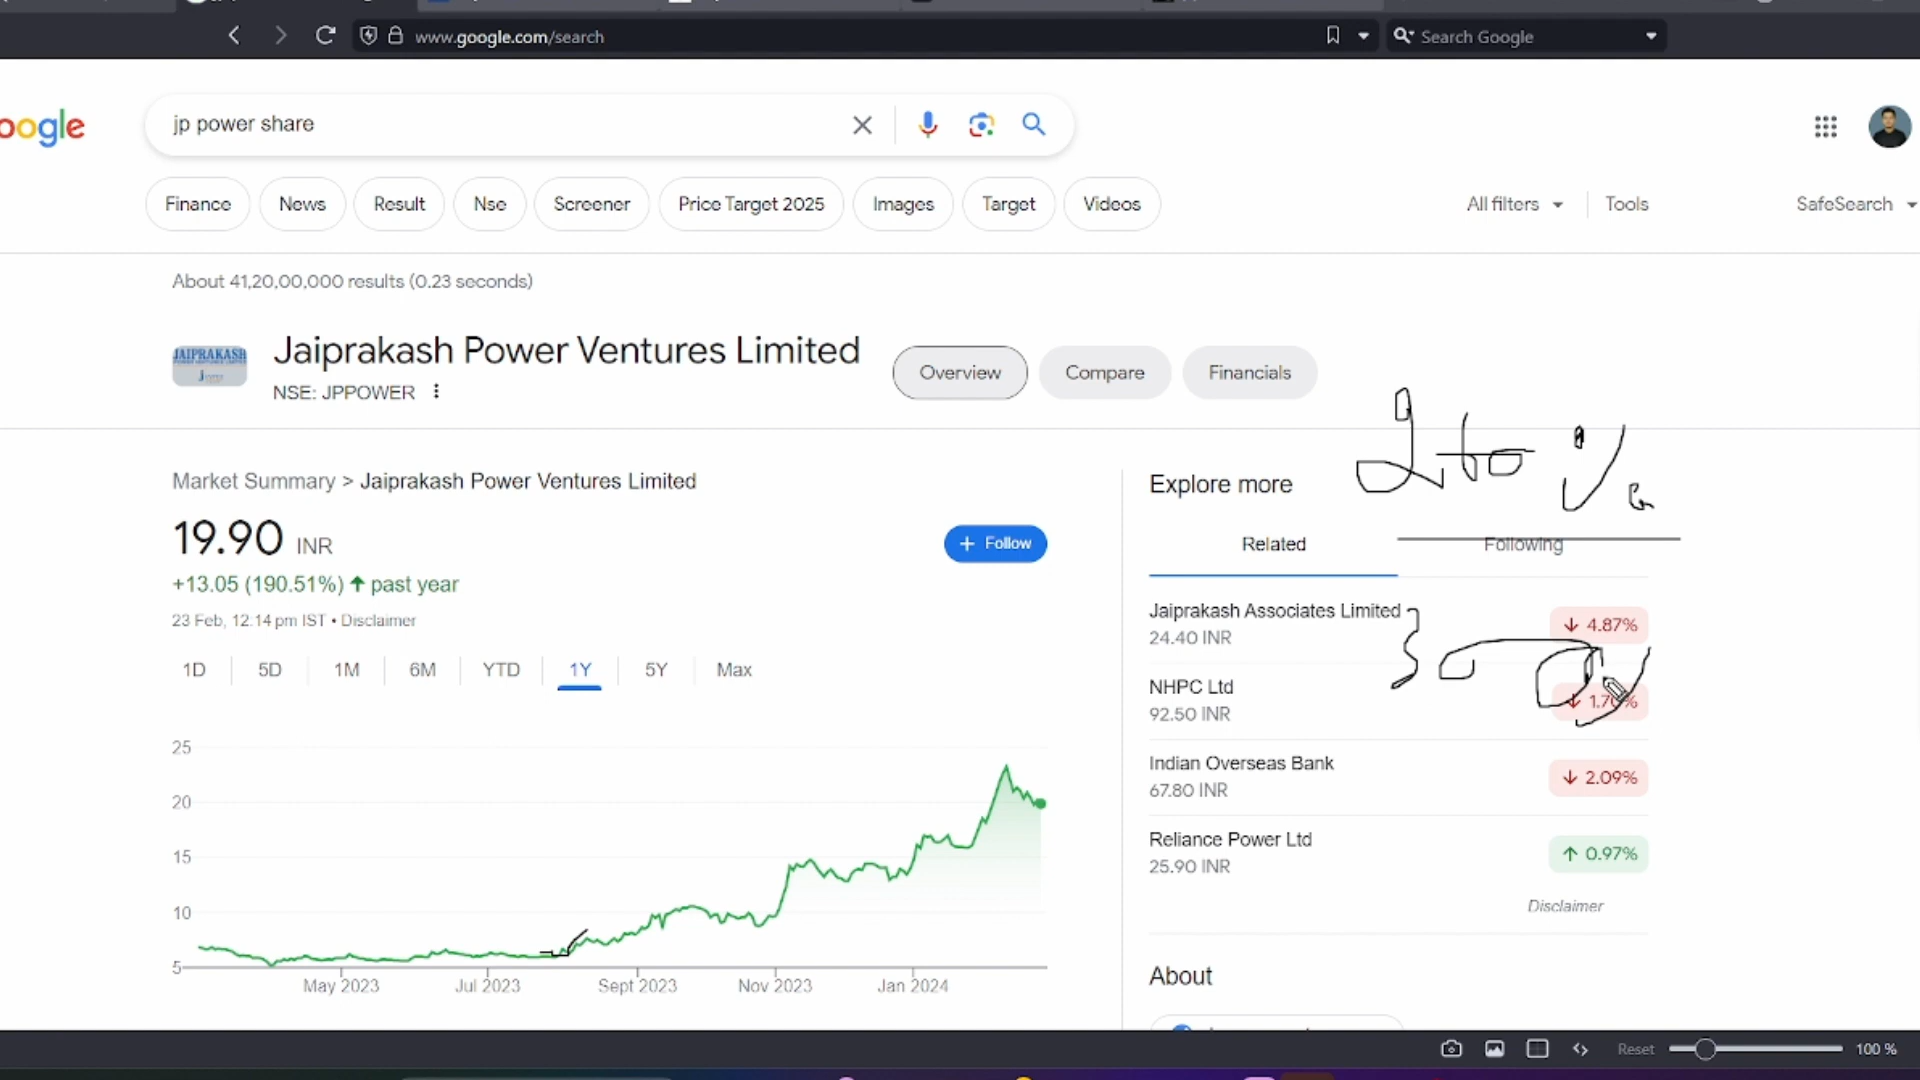 www.google.com/search
Search Google
oogle
jp power share
Finance
News
Result
Nse
Screener
Price Target 2025
Images
Target
Videos
All filters
Tools
SafeSearch
About 41,20,00,000 results (0.23 seconds)
JAIPRAKASH
Jaiprakash Power Ventures Limited
NSE: JPPOWER
Overview
Compare
Financials
Market Summary > Jaiprakash Power Ventures Limited
19.90 INR
+ Follow
+13.05 (190.51%) ↑ past year
23 Feb, 12:14 pm IST • Disclaimer
1D
5D
1M
6M
YTD
1Y
5Y
Max
25
20
15
10
5
May 2023
Jul 2023
Sept 2023
Nov 2023
Jan 2024
Explore more
Related
Following
Jaiprakash Associates Limited
24.40 INR
↓ 4.87%
NHPC Ltd
92.50 INR
Indian Overseas Bank
67.80 INR
↓ 2.09%
Reliance Power Ltd
25.90 INR
↑ 0.97%
Disclaimer
About
Reset
100 %